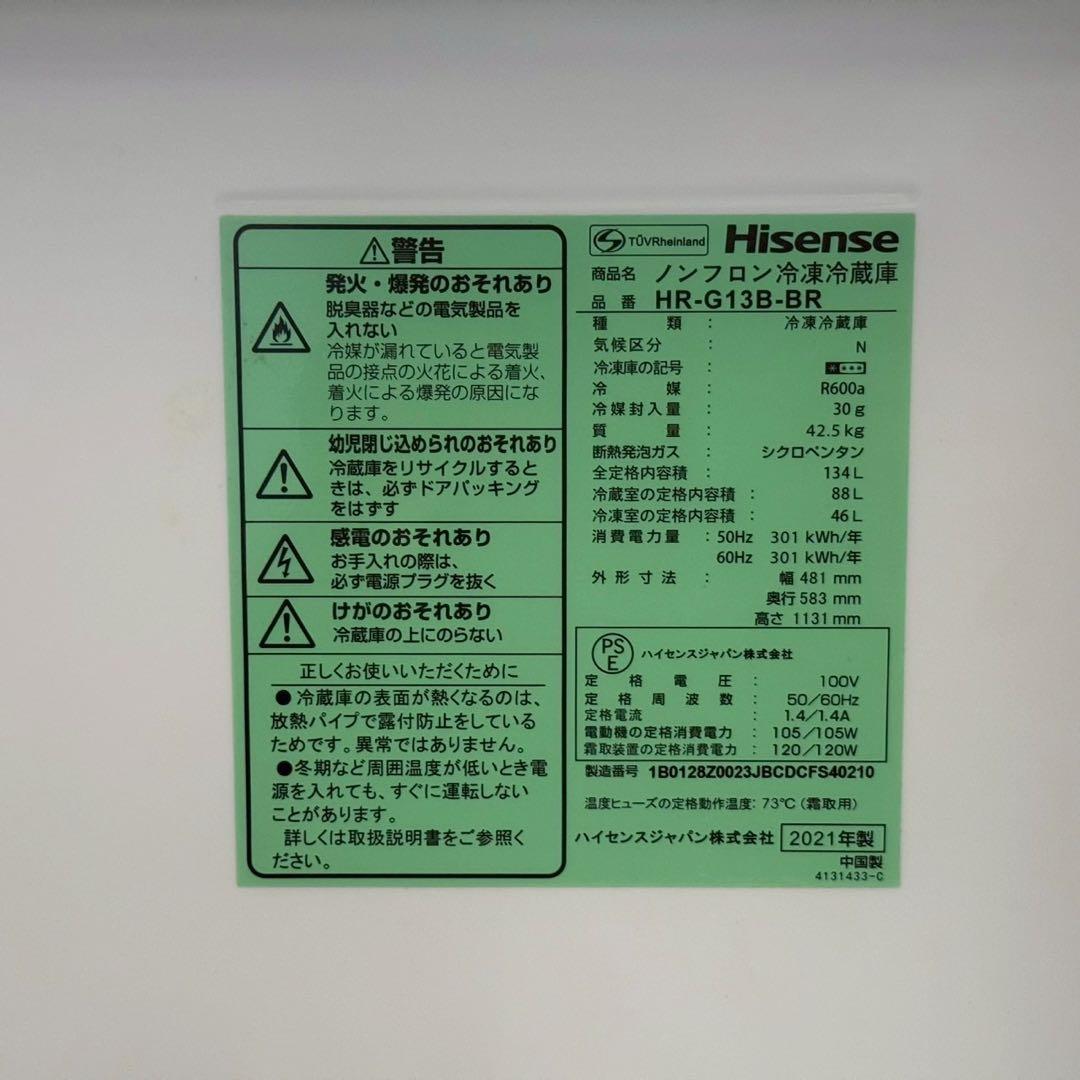 ⚠警告
発火・爆発のおそれあり
脱臭器などの電気製品を
入れない
冷媒が漏れていると電気製
品の接点の火花による着火、
着火による爆発の原因にな
ります。
幼児閉じ込められのおそれあり
冷蔵庫をリサイクルすると
きは、必ずドアパッキング
をはずす
感電のおそれあり
お手入れの際は、
必ず電源プラグを抜く
けがのおそれあり
冷蔵庫の上にのらない
正しくお使いいただくために
●冷蔵庫の表面が熱くなるのは、
放熱パイプで露付防止をしている
ためです。異常ではありません。
●冬期など周囲温度が低いとき電
源を入れても、すぐに運転しない
ことがあります。
詳しくは取扱説明書をご参照く
ださい。
TÜVRheinland Hisense
商品名 ノンフロン冷凍冷蔵庫
品番 HR-G13B-BR
種類 : 冷凍冷蔵庫
気候区分 : N
冷凍庫の記号 : ****
冷媒 : R600a
冷媒封入量 : 30g
質量 : 42.5kg
断熱発泡ガス : シクロペンタン
全定格内容積 : 134L
冷蔵室の定格内容積 : 88L
冷凍室の定格内容積 : 46L
消費電力量 : 50Hz 301 kWh/年
60Hz 301 kWh/年
外形寸法 : 幅 481 mm
奥行 583 mm
高さ 1131 mm
PSE ハイセンスジャパン株式会社
定格電圧 : 100V
定格周波数 : 50/60Hz
定格電流 : 1.4/1.4A
電動機の定格消費電力 : 105/105W
霜取装置の定格消費電力 : 120/120W
製造番号 1B0128Z0023JBCDCFS40210
温度ヒューズの定格動作温度: 73℃(霜取用)
ハイセンスジャパン株式会社 2021年製
中国製
4131433-C